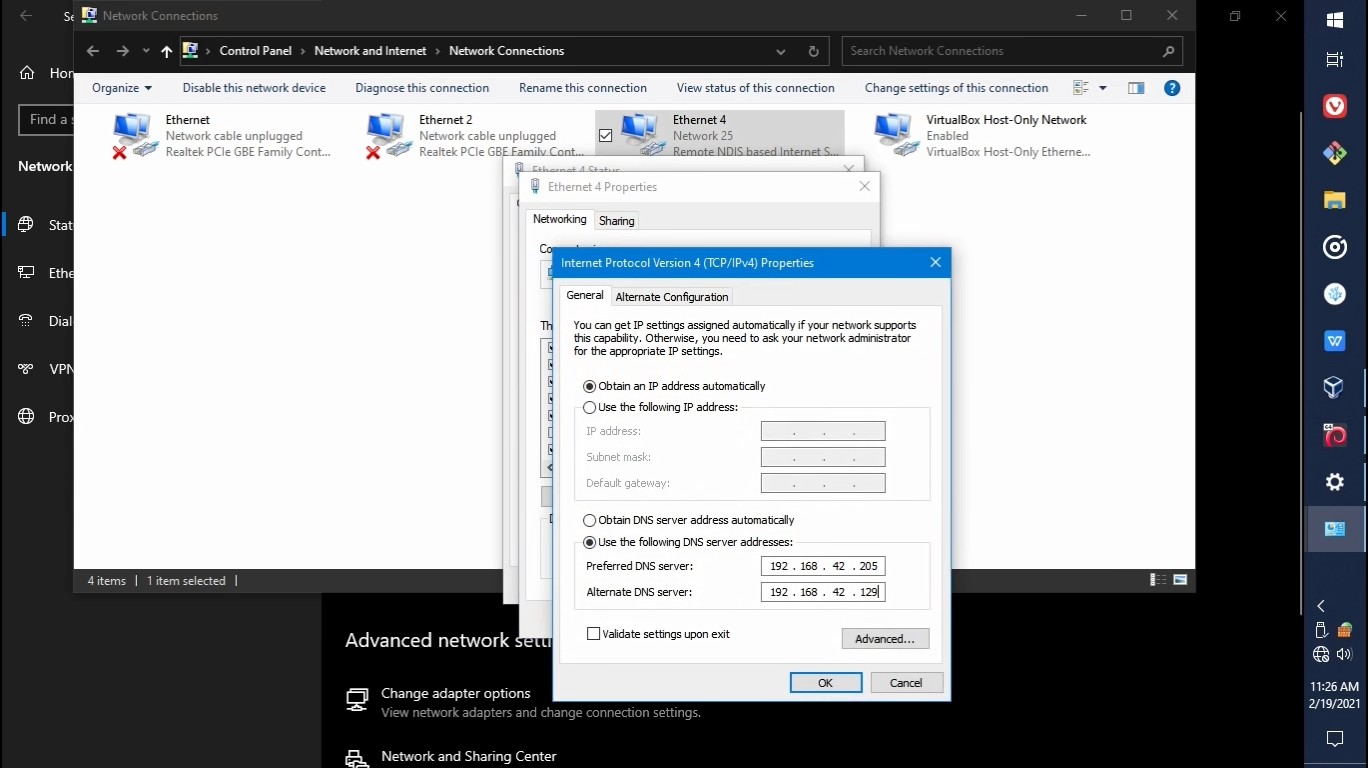 Se
Network Connections
Control Panel › Network and Internet › Network Connections
Search Network Connections
Organize
Disable this network device
Diagnose this connection
Rename this connection
View status of this connection
Change settings of this connection
Ethernet
Network cable unplugged
Realtek PCIe GBE Family Cont...
Ethernet 2
Network cable unplugged
Realtek PCIe GBE Family Cont...
Ethernet 4
Network 25
Remote NDIS based Internet S...
VirtualBox Host-Only Network
Enabled
VirtualBox Host-Only Etherne...
Hon
Find a s
Network
Stat
Ethe
Dial
VPN
Prox
Ethernet 4 Status
Ethernet 4 Properties
Networking
Sharing
Internet Protocol Version 4 (TCP/IPv4) Properties
General
Alternate Configuration
You can get IP settings assigned automatically if your network supports
this capability. Otherwise, you need to ask your network administrator
for the appropriate IP settings.
Obtain an IP address automatically
Use the following IP address:
IP address:
Subnet mask:
Default gateway:
Obtain DNS server address automatically
Use the following DNS server addresses:
Preferred DNS server: 192 . 168 . 42 . 205
Alternate DNS server: 192 . 168 . 42 . 129
Validate settings upon exit
Advanced...
OK
Cancel
4 items | 1 item selected |
Advanced network setti
Change adapter options
View network adapters and change connection settings.
Network and Sharing Center
11:26 AM
2/19/2021